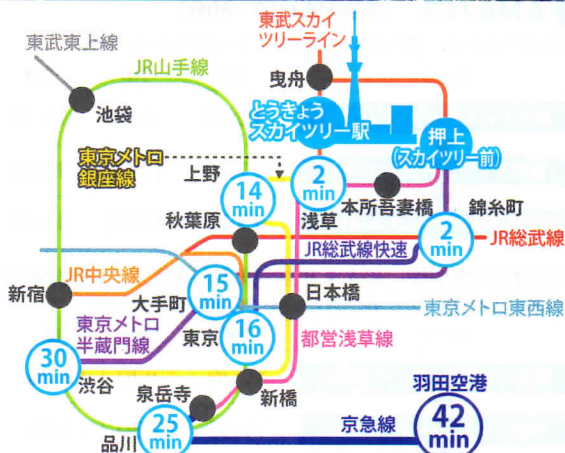 東武スカイ
ツリーライン
東武東上線
JR山手線
曳舟
池袋
とうきょう
スカイツリー駅
押上
(スカイツリー前)
東京メトロ
銀座線
上野
14
min
2
min
浅草
本所吾妻橋
錦糸町
秋葉原
2
min
JR総武線
JR総武線快速
JR中央線
新宿
大手町
15
min
日本橋
東京メトロ東西線
東京メトロ
半蔵門線
東京
16
min
都営浅草線
30
min
渋谷
泉岳寺
新橋
羽田空港
42
min
品川
25
min
京急線